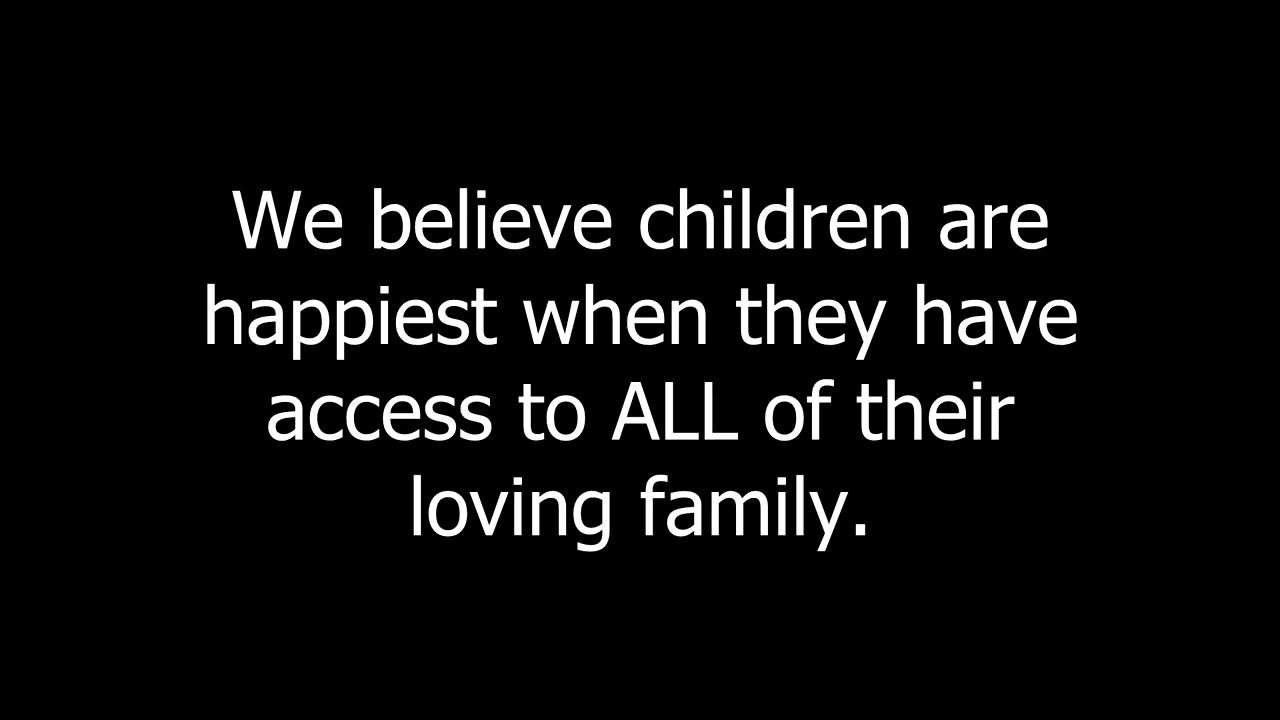 We believe children are
happiest when they have
access to ALL of their
loving family.